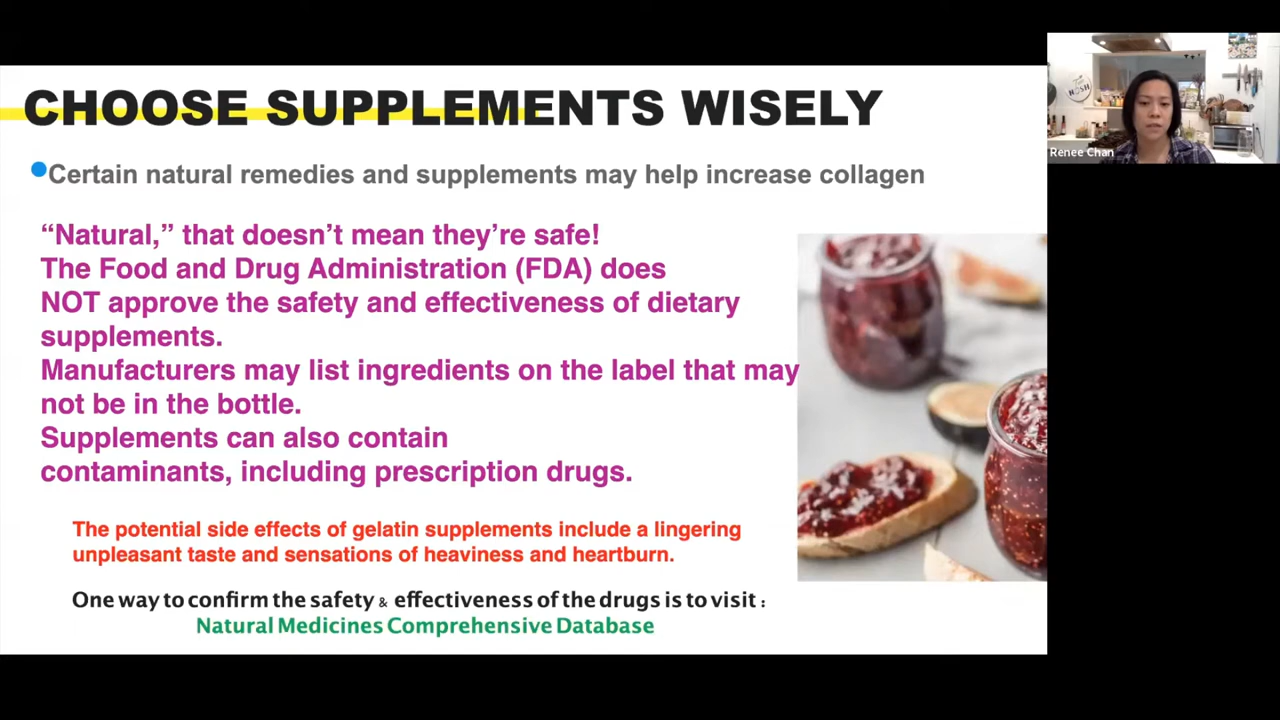 CHOOSE SUPPLEMENTS WISELY
Certain natural remedies and supplements may help increase collagen
“Natural,” that doesn’t mean they’re safe!
The Food and Drug Administration (FDA) does
NOT approve the safety and effectiveness of dietary
supplements.
Manufacturers may list ingredients on the label that may
not be in the bottle.
Supplements can also contain
contaminants, including prescription drugs.
The potential side effects of gelatin supplements include a lingering
unpleasant taste and sensations of heaviness and heartburn.
One way to confirm the safety & effectiveness of the drugs is to visit :
Natural Medicines Comprehensive Database
NOSH
Renee Chan